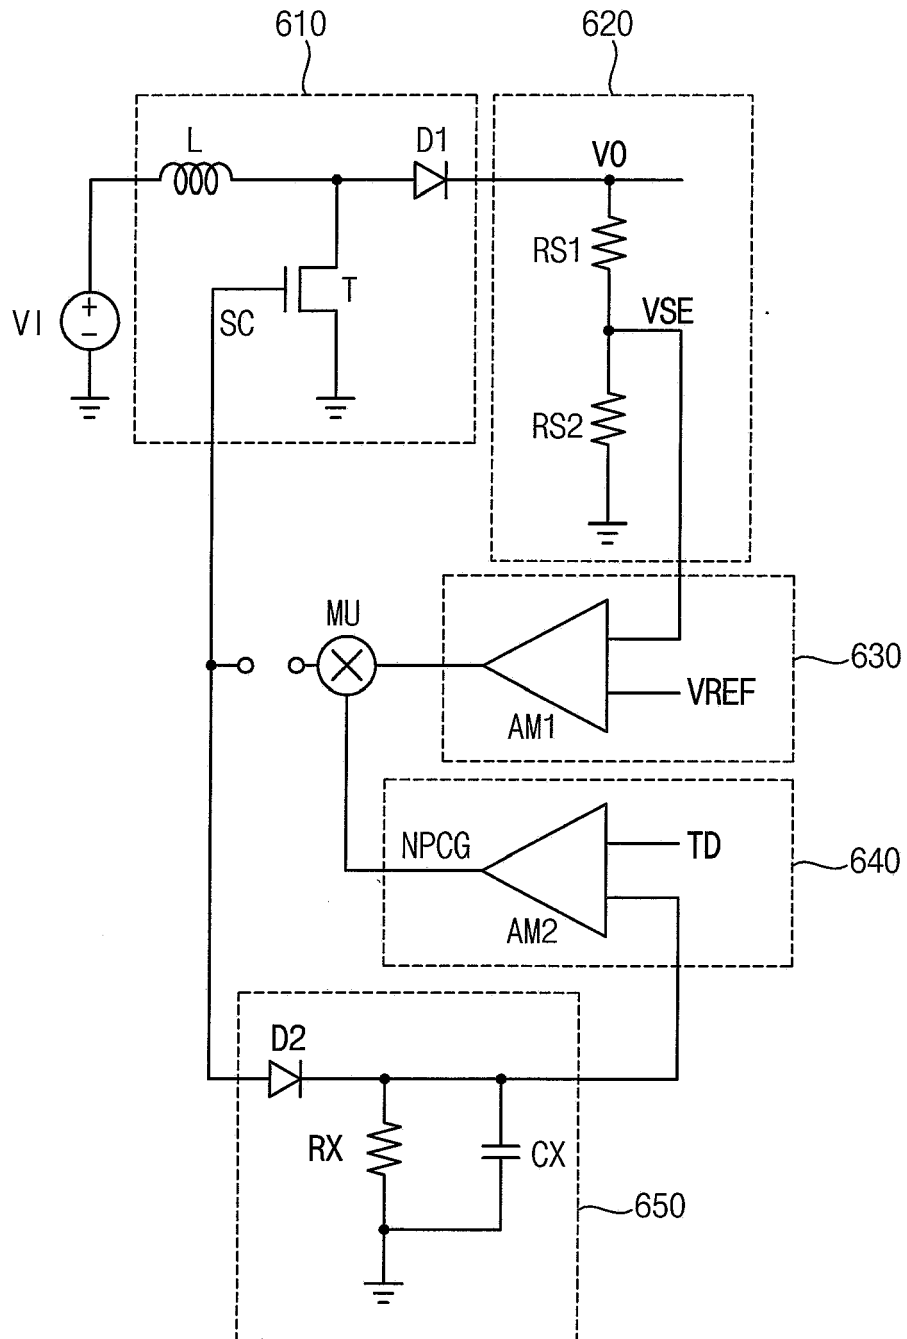 610
620
L
D1
VO
RS1
T
VSE
SC
VI
+
−
RS2
MU
630
VREF
AM1
NPCG
TD
640
AM2
D2
RX
CX
650